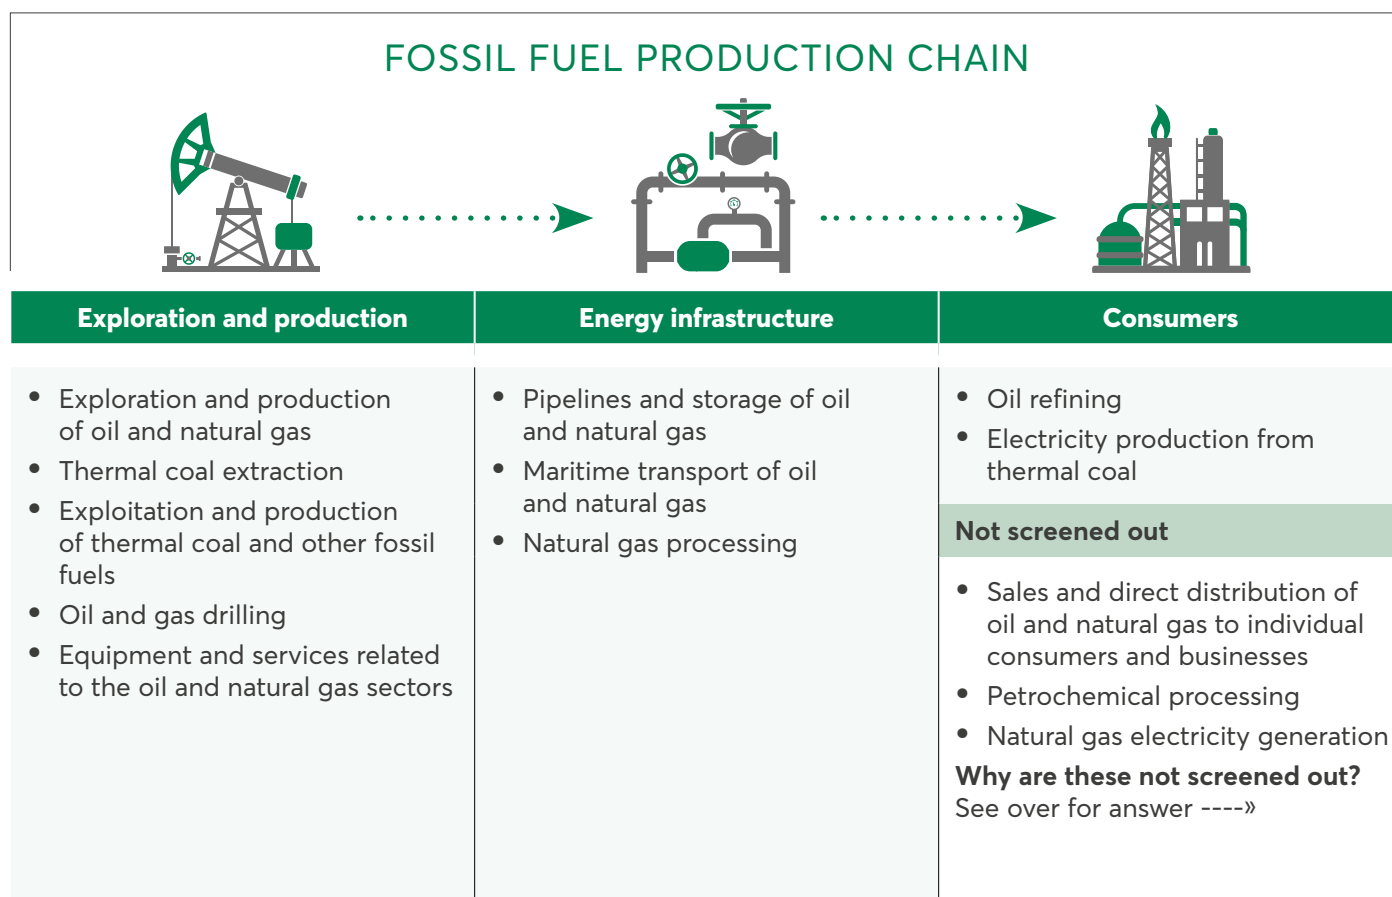 FOSSIL FUEL PRODUCTION CHAIN
Exploration and production
• Exploration and production
of oil and natural gas
• Thermal coal extraction
• Exploitation and production
of thermal coal and other fossil
fuels
• Oil and gas drilling
• Equipment and services related
to the oil and natural gas sectors
Energy infrastructure
• Pipelines and storage of oil
and natural gas
• Maritime transport of oil
and natural gas
• Natural gas processing
Consumers
• Oil refining
• Electricity production from
thermal coal
Not screened out
• Sales and direct distribution of
oil and natural gas to individual
consumers and businesses
• Petrochemical processing
• Natural gas electricity generation
Why are these not screened out?
See over for answer ----»